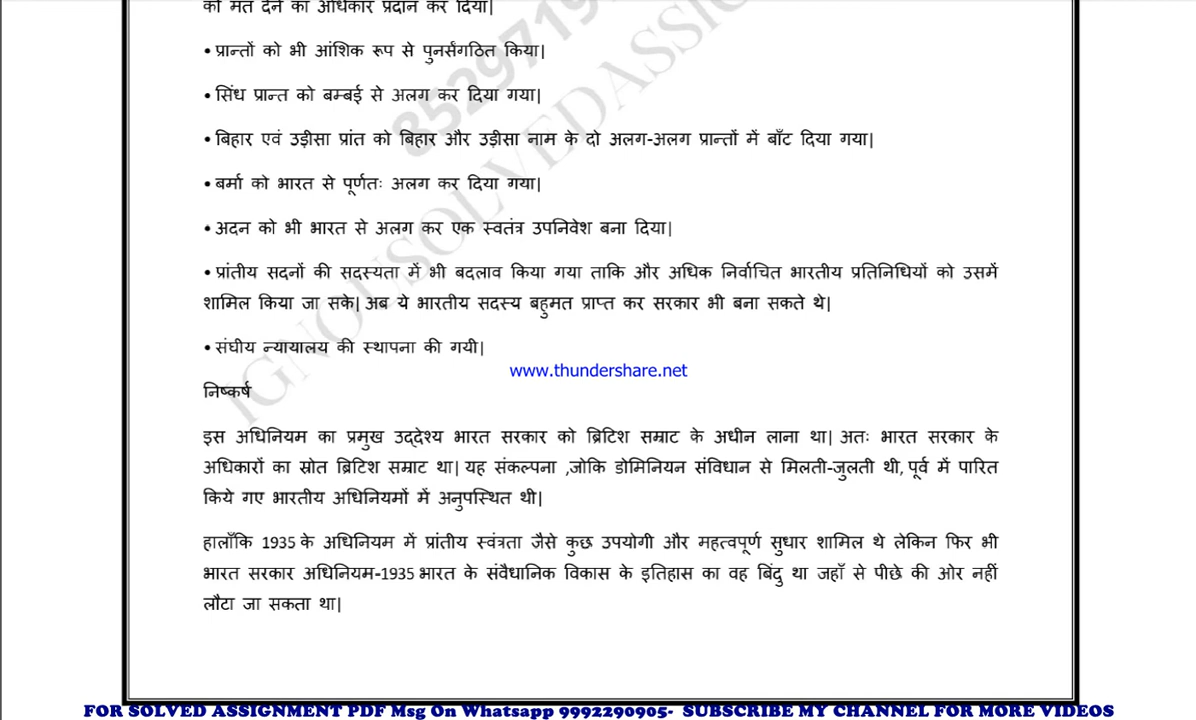 को मत देने का अधिकार प्रदान कर दिया|
• प्रान्तों को भी आंशिक रूप से पुनर्संगठित किया|
• सिंध प्रान्त को बम्बई से अलग कर दिया गया|
• बिहार एवं उड़ीसा प्रांत को बिहार और उड़ीसा नाम के दो अलग-अलग प्रान्तों में बाँट दिया गया|
• बर्मा को भारत से पूर्णतः अलग कर दिया गया|
• अदन को भी भारत से अलग कर एक स्वतंत्र उपनिवेश बना दिया|
• प्रांतीय सदनों की सदस्यता में भी बदलाव किया गया ताकि और अधिक निर्वाचित भारतीय प्रतिनिधियों को उसमें
शामिल किया जा सके| अब ये भारतीय सदस्य बहुमत प्राप्त कर सरकार भी बना सकते थे|
• संघीय न्यायालय की स्थापना की गयी|
www.thundershare.net
निष्कर्ष
इस अधिनियम का प्रमुख उद्देश्य भारत सरकार को ब्रिटिश सम्राट के अधीन लाना था| अतः भारत सरकार के
अधिकारों का स्रोत ब्रिटिश सम्राट था| यह संकल्पना ,जोकि डोमिनियन संविधान से मिलती-जुलती थी, पूर्व में पारित
किये गए भारतीय अधिनियमों में अनुपस्थित थी|
हालाँकि 1935 के अधिनियम में प्रांतीय स्वंत्रता जैसे कुछ उपयोगी और महत्वपूर्ण सुधार शामिल थे लेकिन फिर भी
भारत सरकार अधिनियम-1935 भारत के संवैधानिक विकास के इतिहास का वह बिंदु था जहाँ से पीछे की ओर नहीं
लौटा जा सकता था|
FOR SOLVED ASSIGNMENT PDF Msg On Whatsapp 9992290905- SUBSCRIBE MY CHANNEL FOR MORE VIDEOS